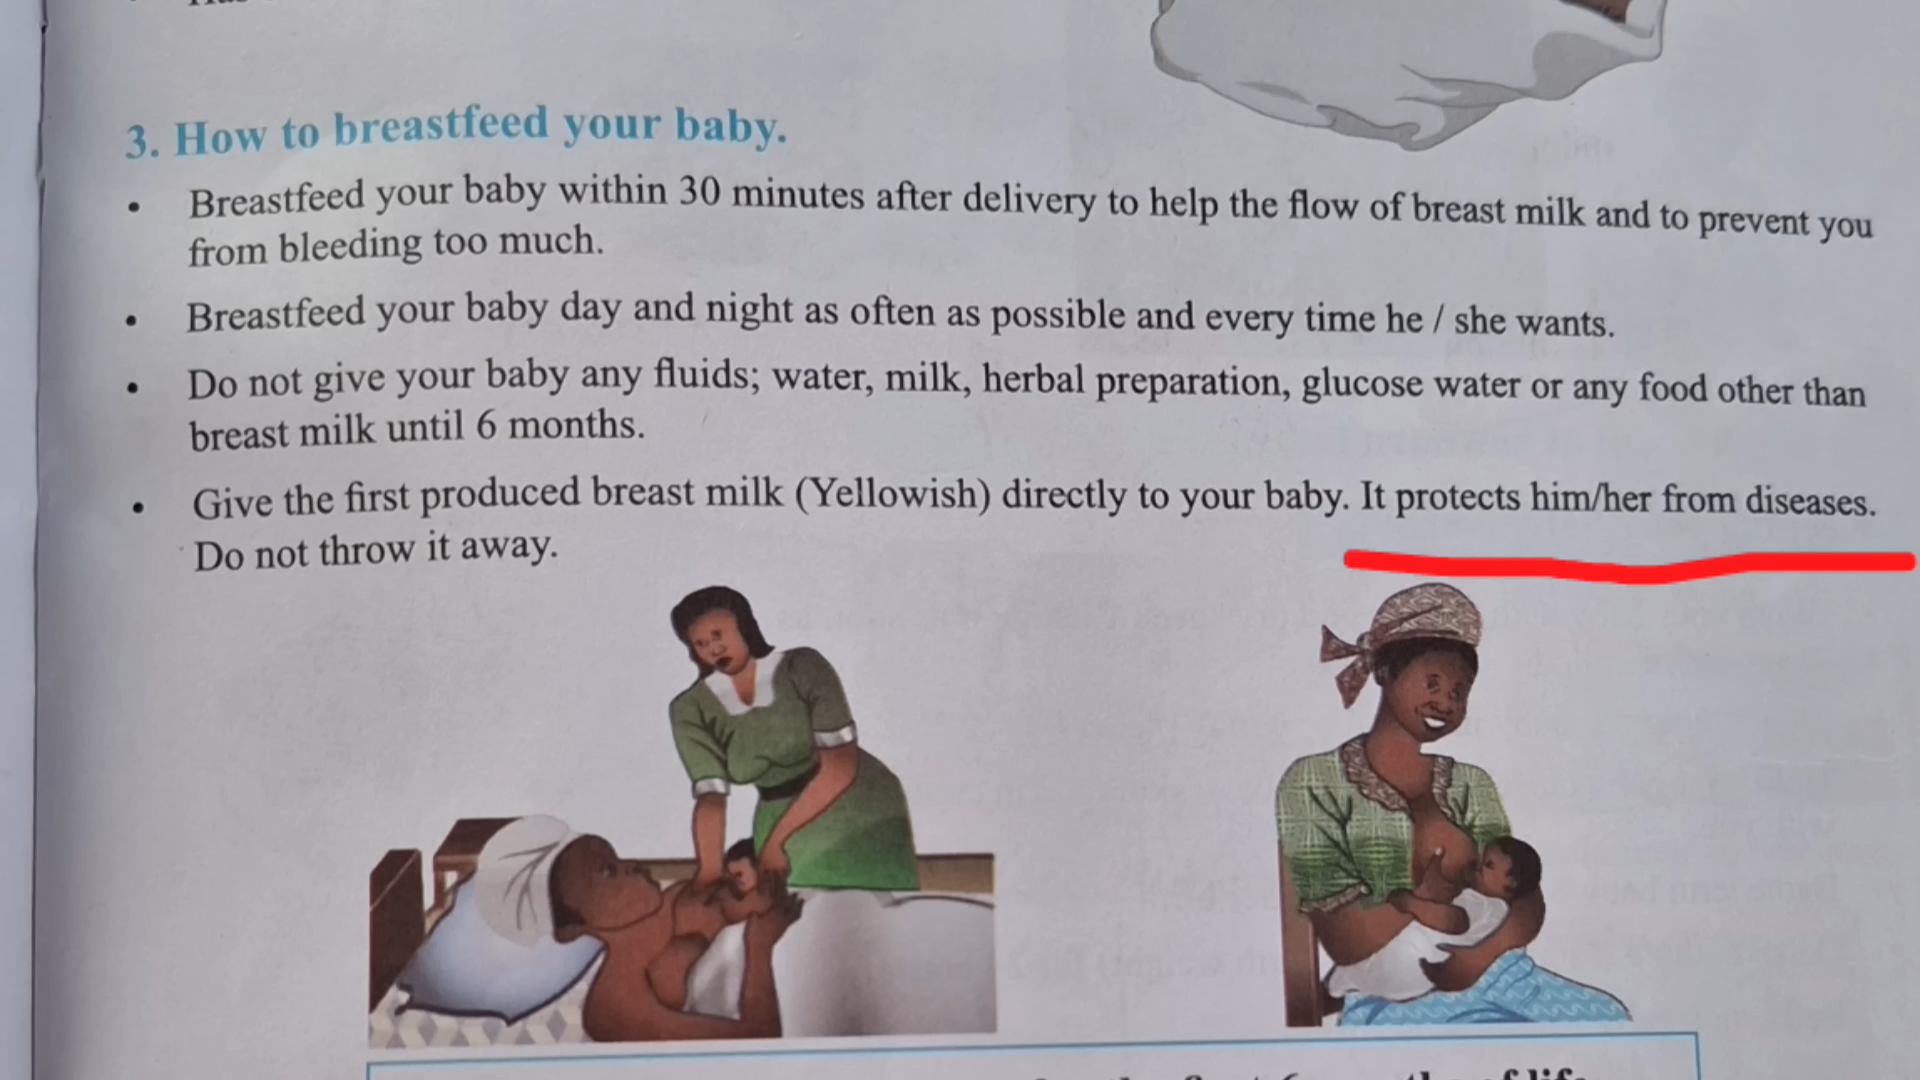 3. How to breastfeed your baby.
• Breastfeed your baby within 30 minutes after delivery to help the flow of breast milk and to prevent you
from bleeding too much.
• Breastfeed your baby day and night as often as possible and every time he / she wants.
• Do not give your baby any fluids; water, milk, herbal preparation, glucose water or any food other than
breast milk until 6 months.
• Give the first produced breast milk (Yellowish) directly to your baby. It protects him/her from diseases.
Do not throw it away.